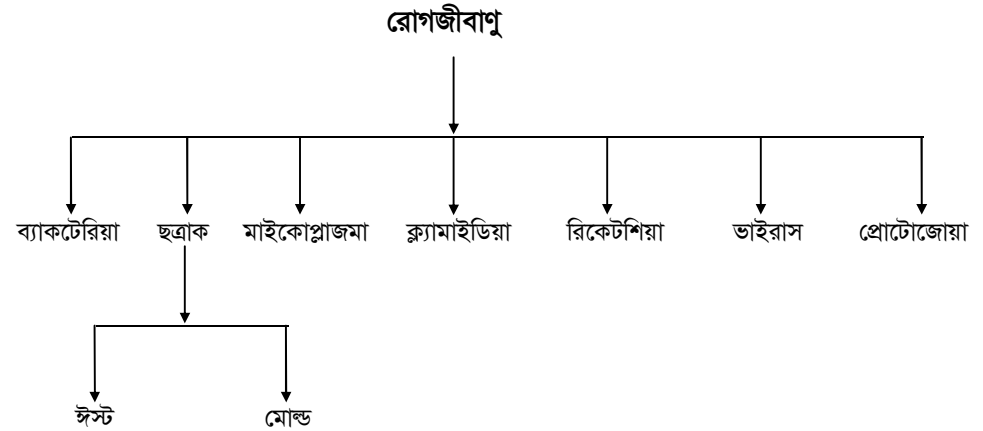 রোগজীবাণু
ব্যাকটেরিয়া ছত্রাক মাইকোপ্লাজমা ক্ল্যামাইডিয়া রিকেটশিয়া ভাইরাস প্রোটোজোয়া
ঈস্ট মোল্ড